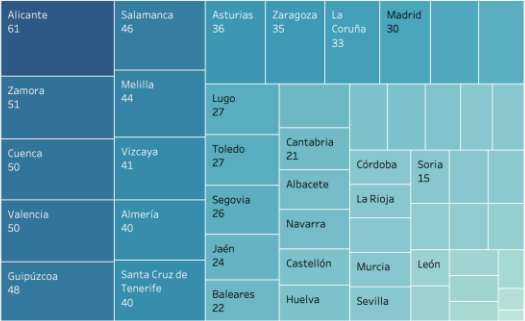 Alicante
61
Zamora
51
Cuenca
50
Valencia
50
Guipúzcoa
48
Salamanca
46
Melilla
44
Vizcaya
41
Almería
40
Santa Cruz de
Tenerife
40
Asturias
36
Zaragoza
35
La
Coruña
33
Madrid
30
Lugo
27
Toledo
27
Segovia
26
Jaén
24
Baleares
22
Cantabria
21
Albacete
Navarra
Castellón
Huelva
Córdoba
La Rioja
Murcia
Sevilla
Soria
15
León